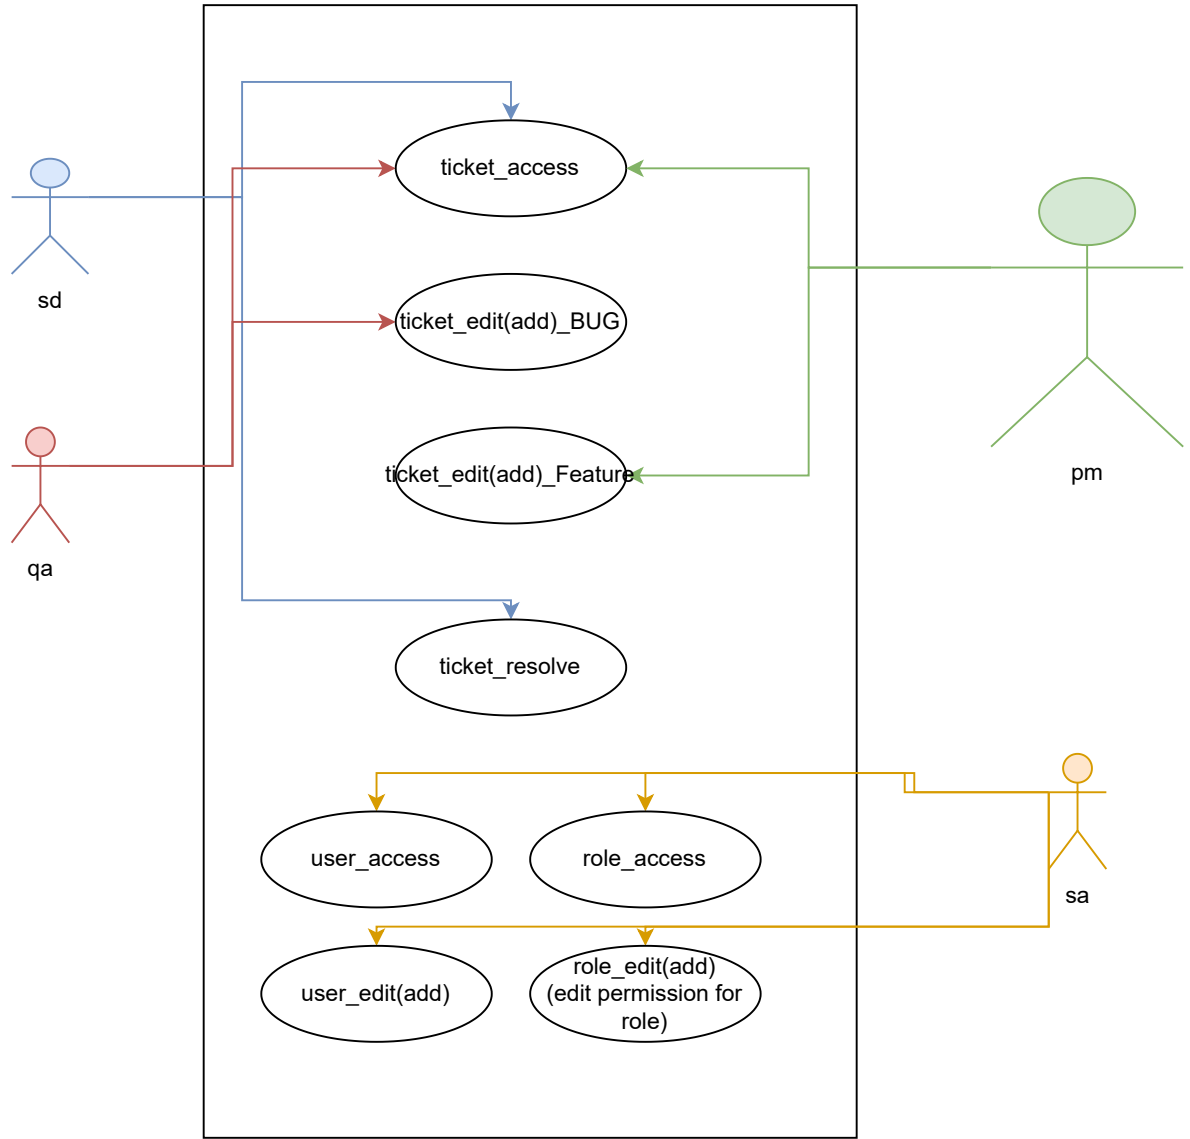 ticket_access
sd
ticket_edit(add)_BUG
ticket_edit(add)_Feature
pm
qa
ticket_resolve
user_access
role_access
sa
user_edit(add)
role_edit(add)
(edit permission for
role)